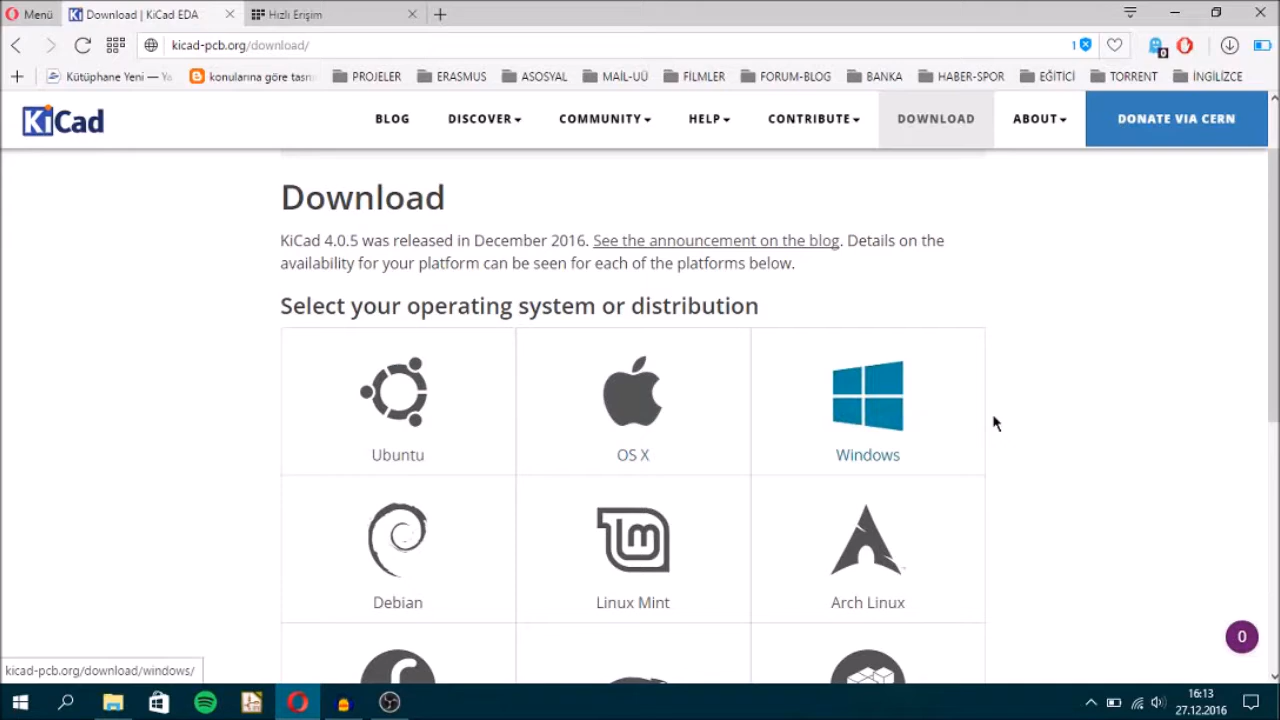 Menü
Download | KiCad EDA
Hızlı Erişim
kicad-pcb.org/download/
1
0
Kütüphane Yeni — Ya
konularına göre tasrı
PROJELER
ERASMUS
ASOSYAL
MAİL-UÜ
FİLMLER
FORUM-BLOG
BANKA
HABER-SPOR
EĞİTİCİ
TORRENT
İNGİLİZCE
KiCad
BLOG
DISCOVER
COMMUNITY
HELP
CONTRIBUTE
DOWNLOAD
ABOUT
DONATE VIA CERN
Download
KiCad 4.0.5 was released in December 2016. See the announcement on the blog. Details on the
availability for your platform can be seen for each of the platforms below.
Select your operating system or distribution
Ubuntu
OS X
Windows
Debian
Linux Mint
Arch Linux
0
kicad-pcb.org/download/windows/
16:13
27.12.2016